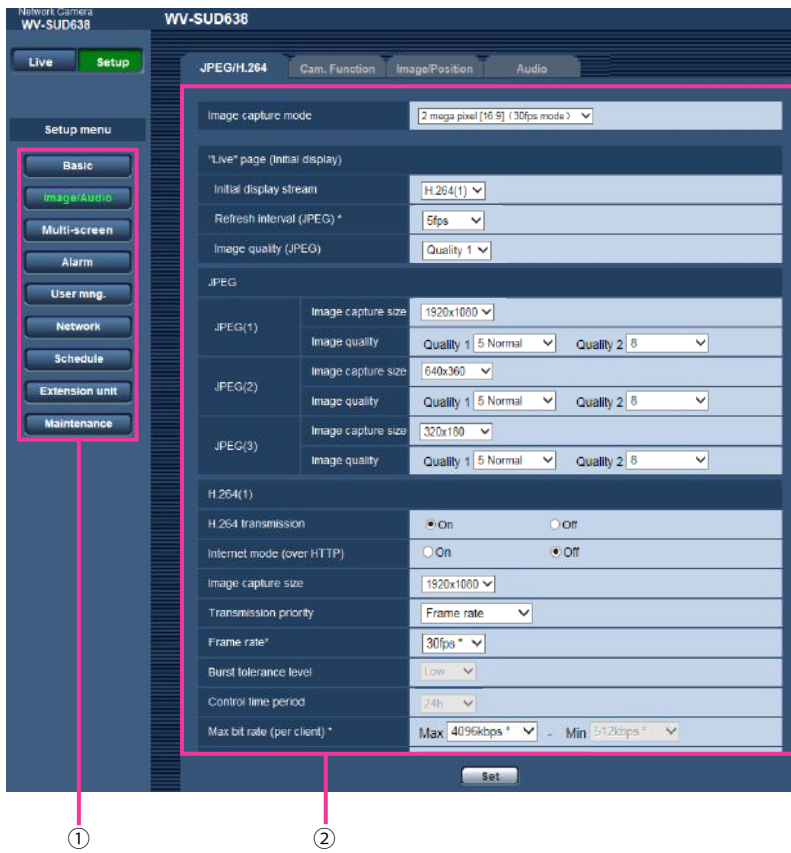 Network Camera
WV-SUD638
WV-SUD638
Live Setup
Setup menu
Basic
Image/Audio
Multi-screen
Alarm
User mng.
Network
Schedule
Extension unit
Maintenance
JPEG/H.264 Cam. Function Image/Position Audio
Image capture mode 2 mega pixel [16:9] (30fps mode)
"Live" page (Initial display)
Initial display stream H.264(1)
Refresh interval (JPEG) * 5fps
Image quality (JPEG) Quality 1
JPEG
JPEG(1)
Image capture size 1920x1080
Image quality Quality 1 5 Normal Quality 2 8
JPEG(2)
Image capture size 640x360
Image quality Quality 1 5 Normal Quality 2 8
JPEG(3)
Image capture size 320x180
Image quality Quality 1 5 Normal Quality 2 8
H.264(1)
H.264 transmission On Off
Internet mode (over HTTP) On Off
Image capture size 1920x1080
Transmission priority Frame rate
Frame rate* 30fps *
Burst tolerance level Low
Control time period 24h
Max bit rate (per client) * Max 4096kbps * - Min 512kbps *
Set
① ②